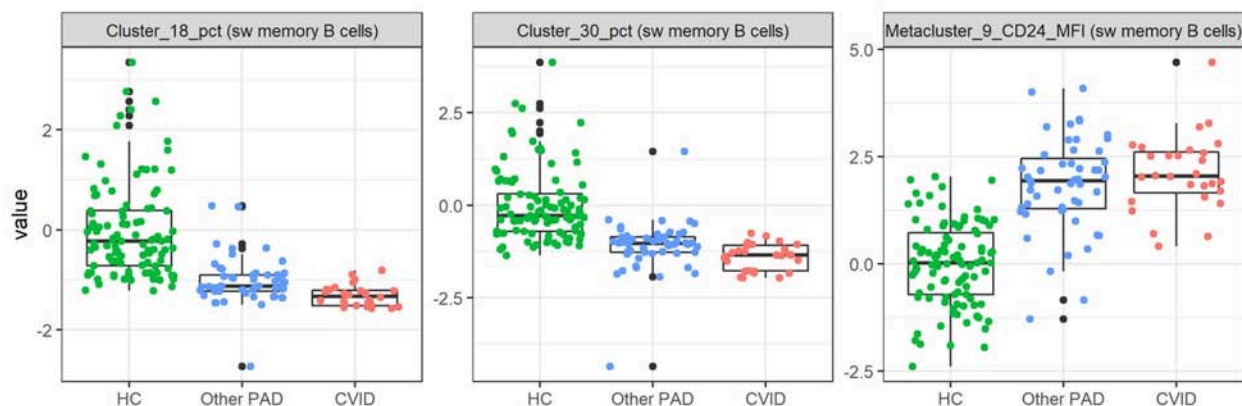 Cluster_18_pct (sw memory B cells)
Cluster_30_pct (sw memory B cells)
Metacluster_9_CD24_MFI (sw memory B cells)
value
2
0
-2
2.5
0.0
-2.5
5.0
2.5
0.0
-2.5
HC Other PAD CVID
HC Other PAD CVID
HC Other PAD CVID